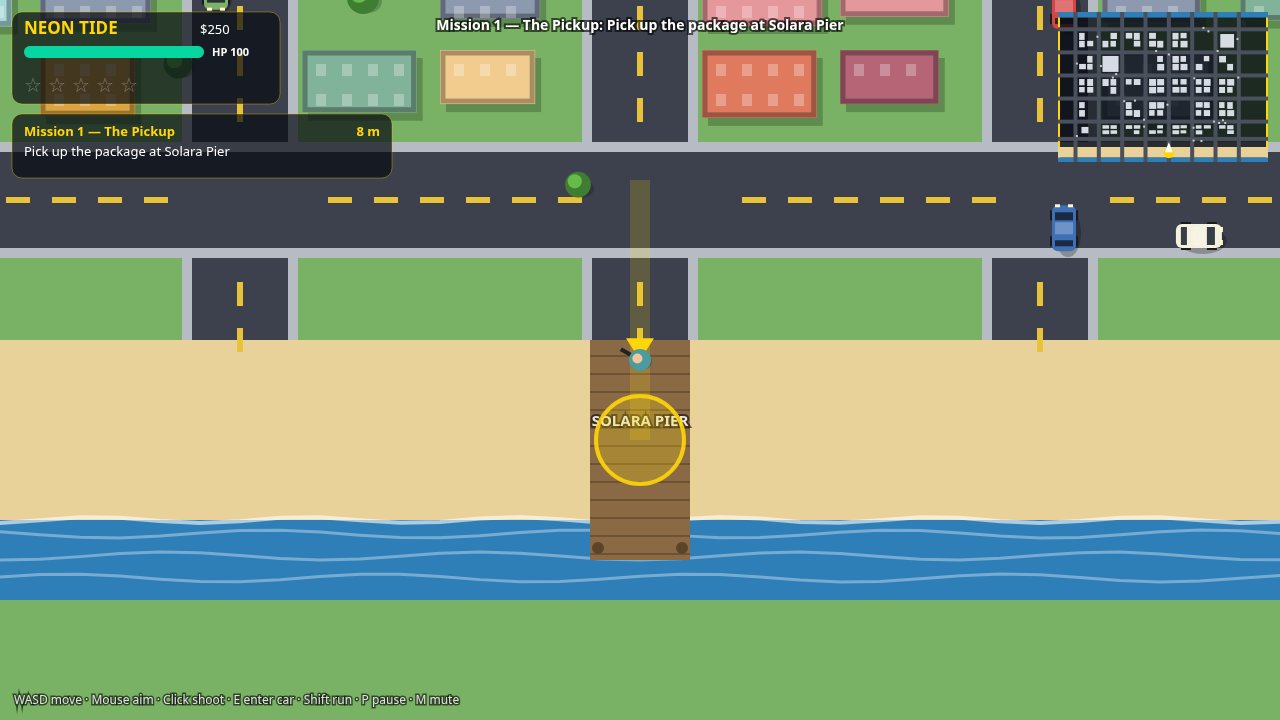 Mission 1 — The Pickup: Pick up the package at Solara Pier
NEON TIDE $250
HP 100
Mission 1 — The Pickup 8 m
Pick up the package at Solara Pier
SOLARA PIER
WASD move · Mouse aim · Click shoot · E enter car · Shift run · P pause · M mute